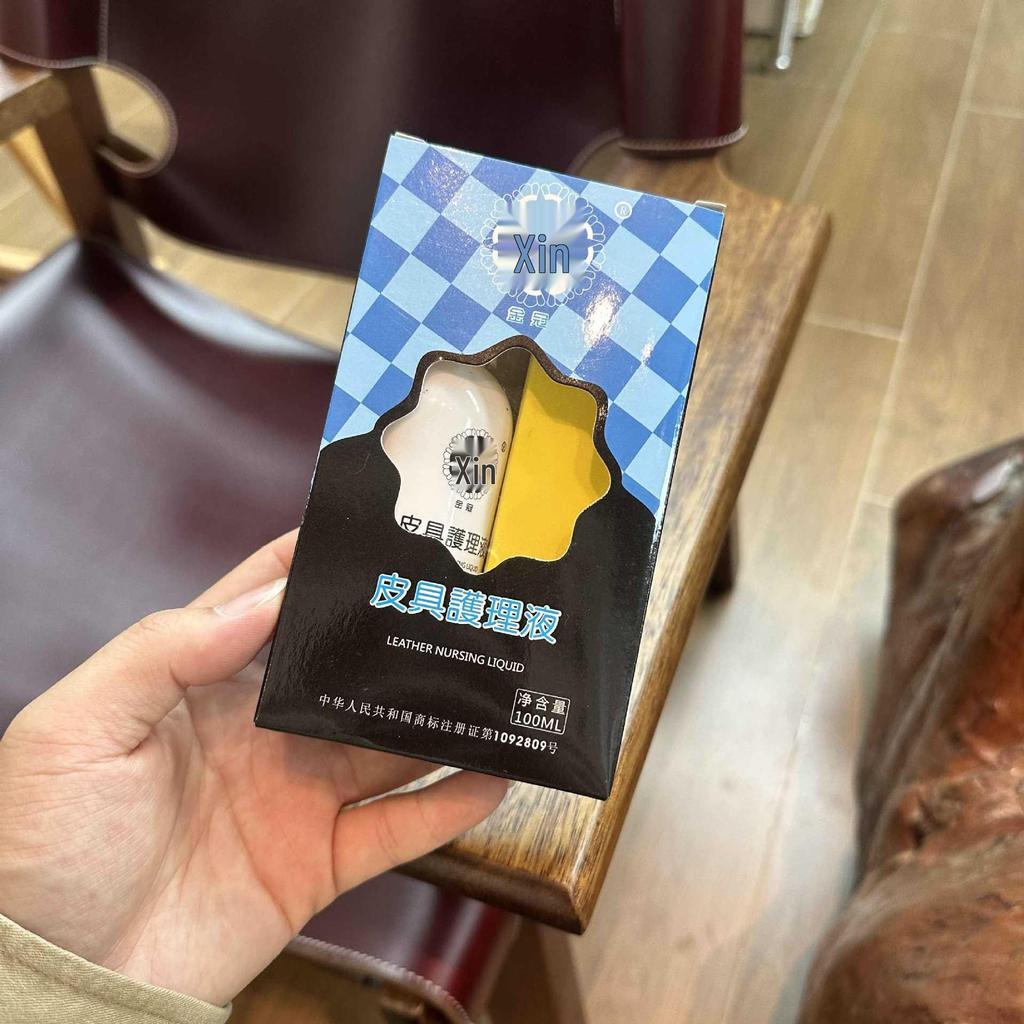 ®
Xin
金冠
Xin
金冠
皮具護理液
皮具護理液
LEATHER NURSING LIQUID
净含量
100ML
中华人民共和国商标注册证第1092809号